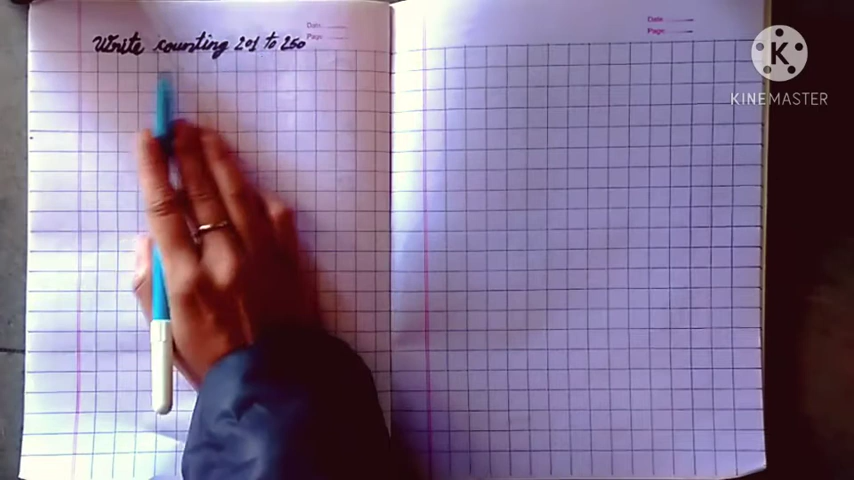 Write counting 201 to 250
Date
Page
Date
Page
K
KINEMASTER